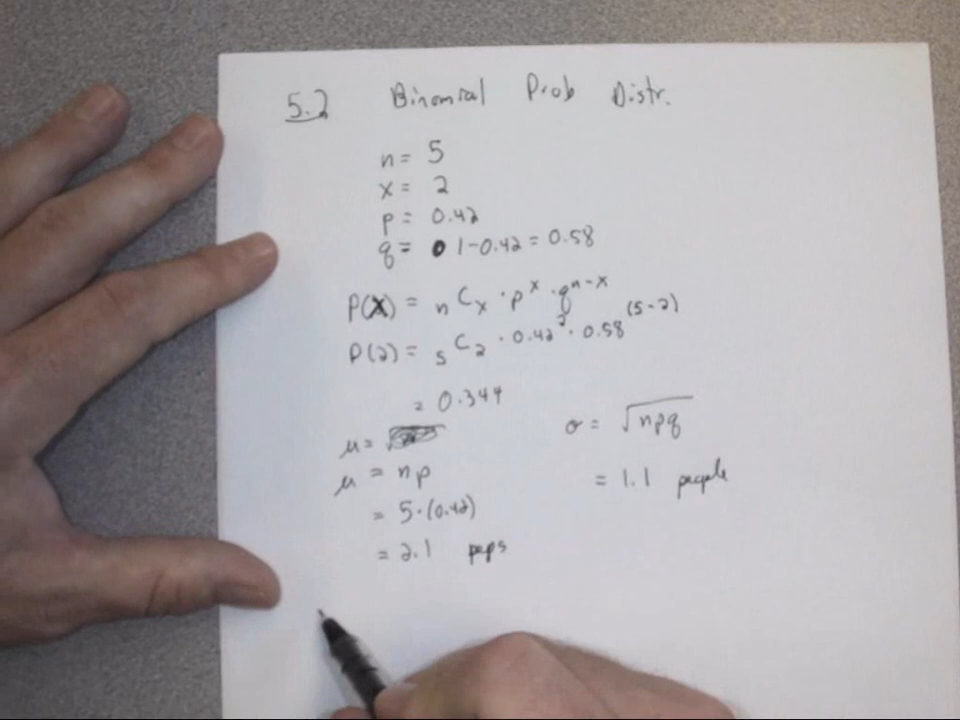 5.2 Binomial Prob Distr.
n = 5
x = 2
p = 0.42
q = 1-0.42 = 0.58
P(X) = nCx · p^x · q^n-x
P(2) = 5C2 · 0.42^2 · 0.58^(5-2)
= 0.344
μ =
σ = √npq
μ = np
= 1.1 people
= 5·(0.42)
= 2.1 peps